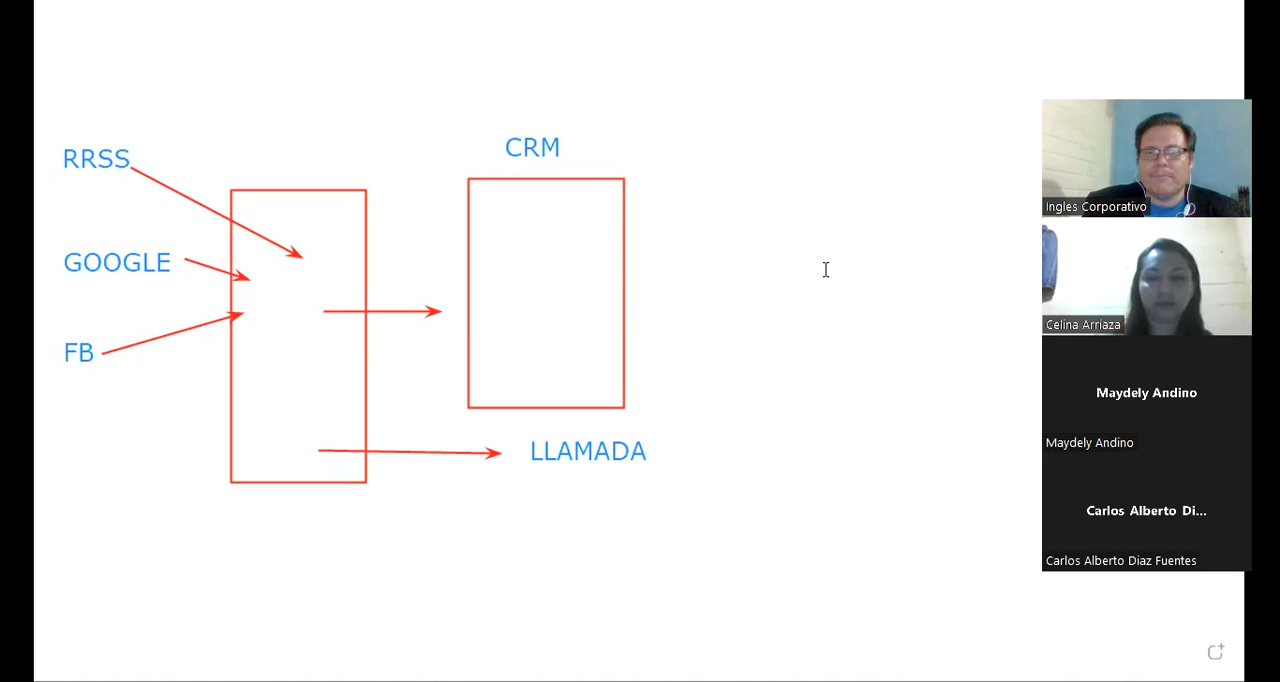 RRSS
GOOGLE
FB
CRM
LLAMADA
Ingles Corporativo
Celina Arriaza
Maydely Andino
Maydely Andino
Carlos Alberto Di...
Carlos Alberto Diaz Fuentes